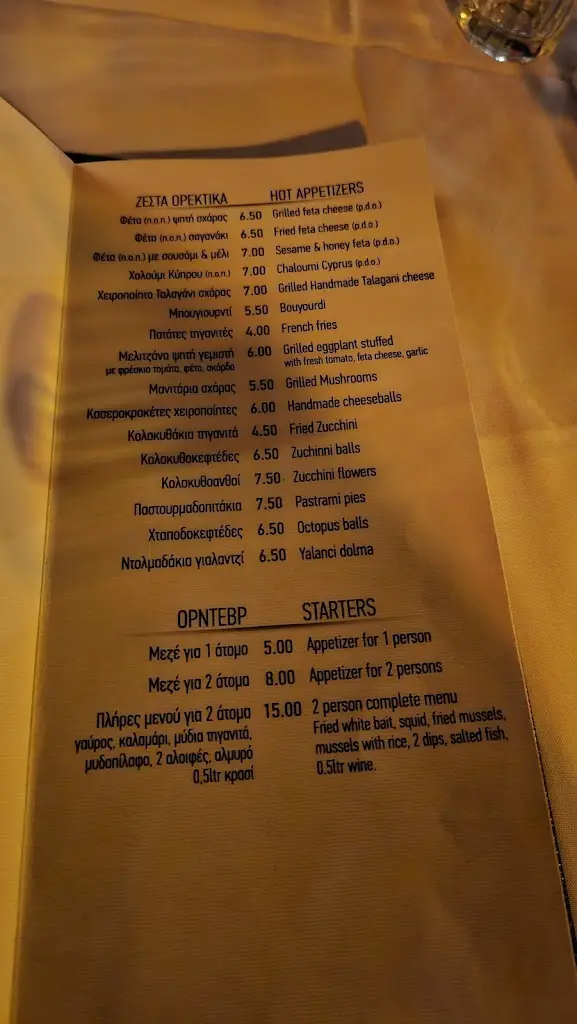 ΖΕΣΤΑ ΟΡΕΚΤΙΚΑ HOT APPETIZERS
Φέτα (π.ο.π.) ψητή σχάρας 6.50 Grilled feta cheese (p.d.o.)
Φέτα (π.ο.π.) σαγανάκι 6.50 Fried feta cheese (p.d.o.)
Φέτα (π.ο.π.) με σουσάμι & μέλι 7.00 Sesame & honey feta (p.d.o.)
Χαλούμι Κύπρου (π.ο.π.) 7.00 Chaloumi Cyprus (p.d.o.)
Χειροποίητο Ταλαγάνι σχάρας 7.00 Grilled Handmade Talagani cheese
Μπουγιουρντί 5.50 Bouyourdi
Πατάτες τηγανιτές 4.00 French fries
Μελιτζάνα ψητή γεμιστή 6.00 Grilled eggplant stuffed
με φρέσκια τομάτα, φέτα, σκόρδο with fresh tomato, feta cheese, garlic
Μανιτάρια σχάρας 5.50 Grilled Mushrooms
Κασεροκροκέτες χειροποίητες 6.00 Handmade cheeseballs
Κολοκυθάκια τηγανιτά 4.50 Fried Zucchini
Κολοκυθοκεφτέδες 6.50 Zuchinni balls
Κολοκυθοανθοί 7.50 Zucchini flowers
Παστουρμαδοπιτάκια 7.50 Pastrami pies
Χταποδοκεφτέδες 6.50 Octopus balls
Ντολμαδάκια γιαλαντζί 6.50 Yalanci dolma
ΟΡΝΤΕΒΡ STARTERS
Μεζέ για 1 άτομο 5.00 Appetizer for 1 person
Μεζέ για 2 άτομα 8.00 Appetizer for 2 persons
Πλήρες μενού για 2 άτομα 15.00 2 person complete menu
γαύρος, καλαμάρι, μύδια τηγανιτά, Fried white bait, squid, fried mussels,
μυδοπίλαφο, 2 αλοιφές, αλμυρό mussels with rice, 2 dips, salted fish,
0,5ltr κρασί 0.5ltr wine.